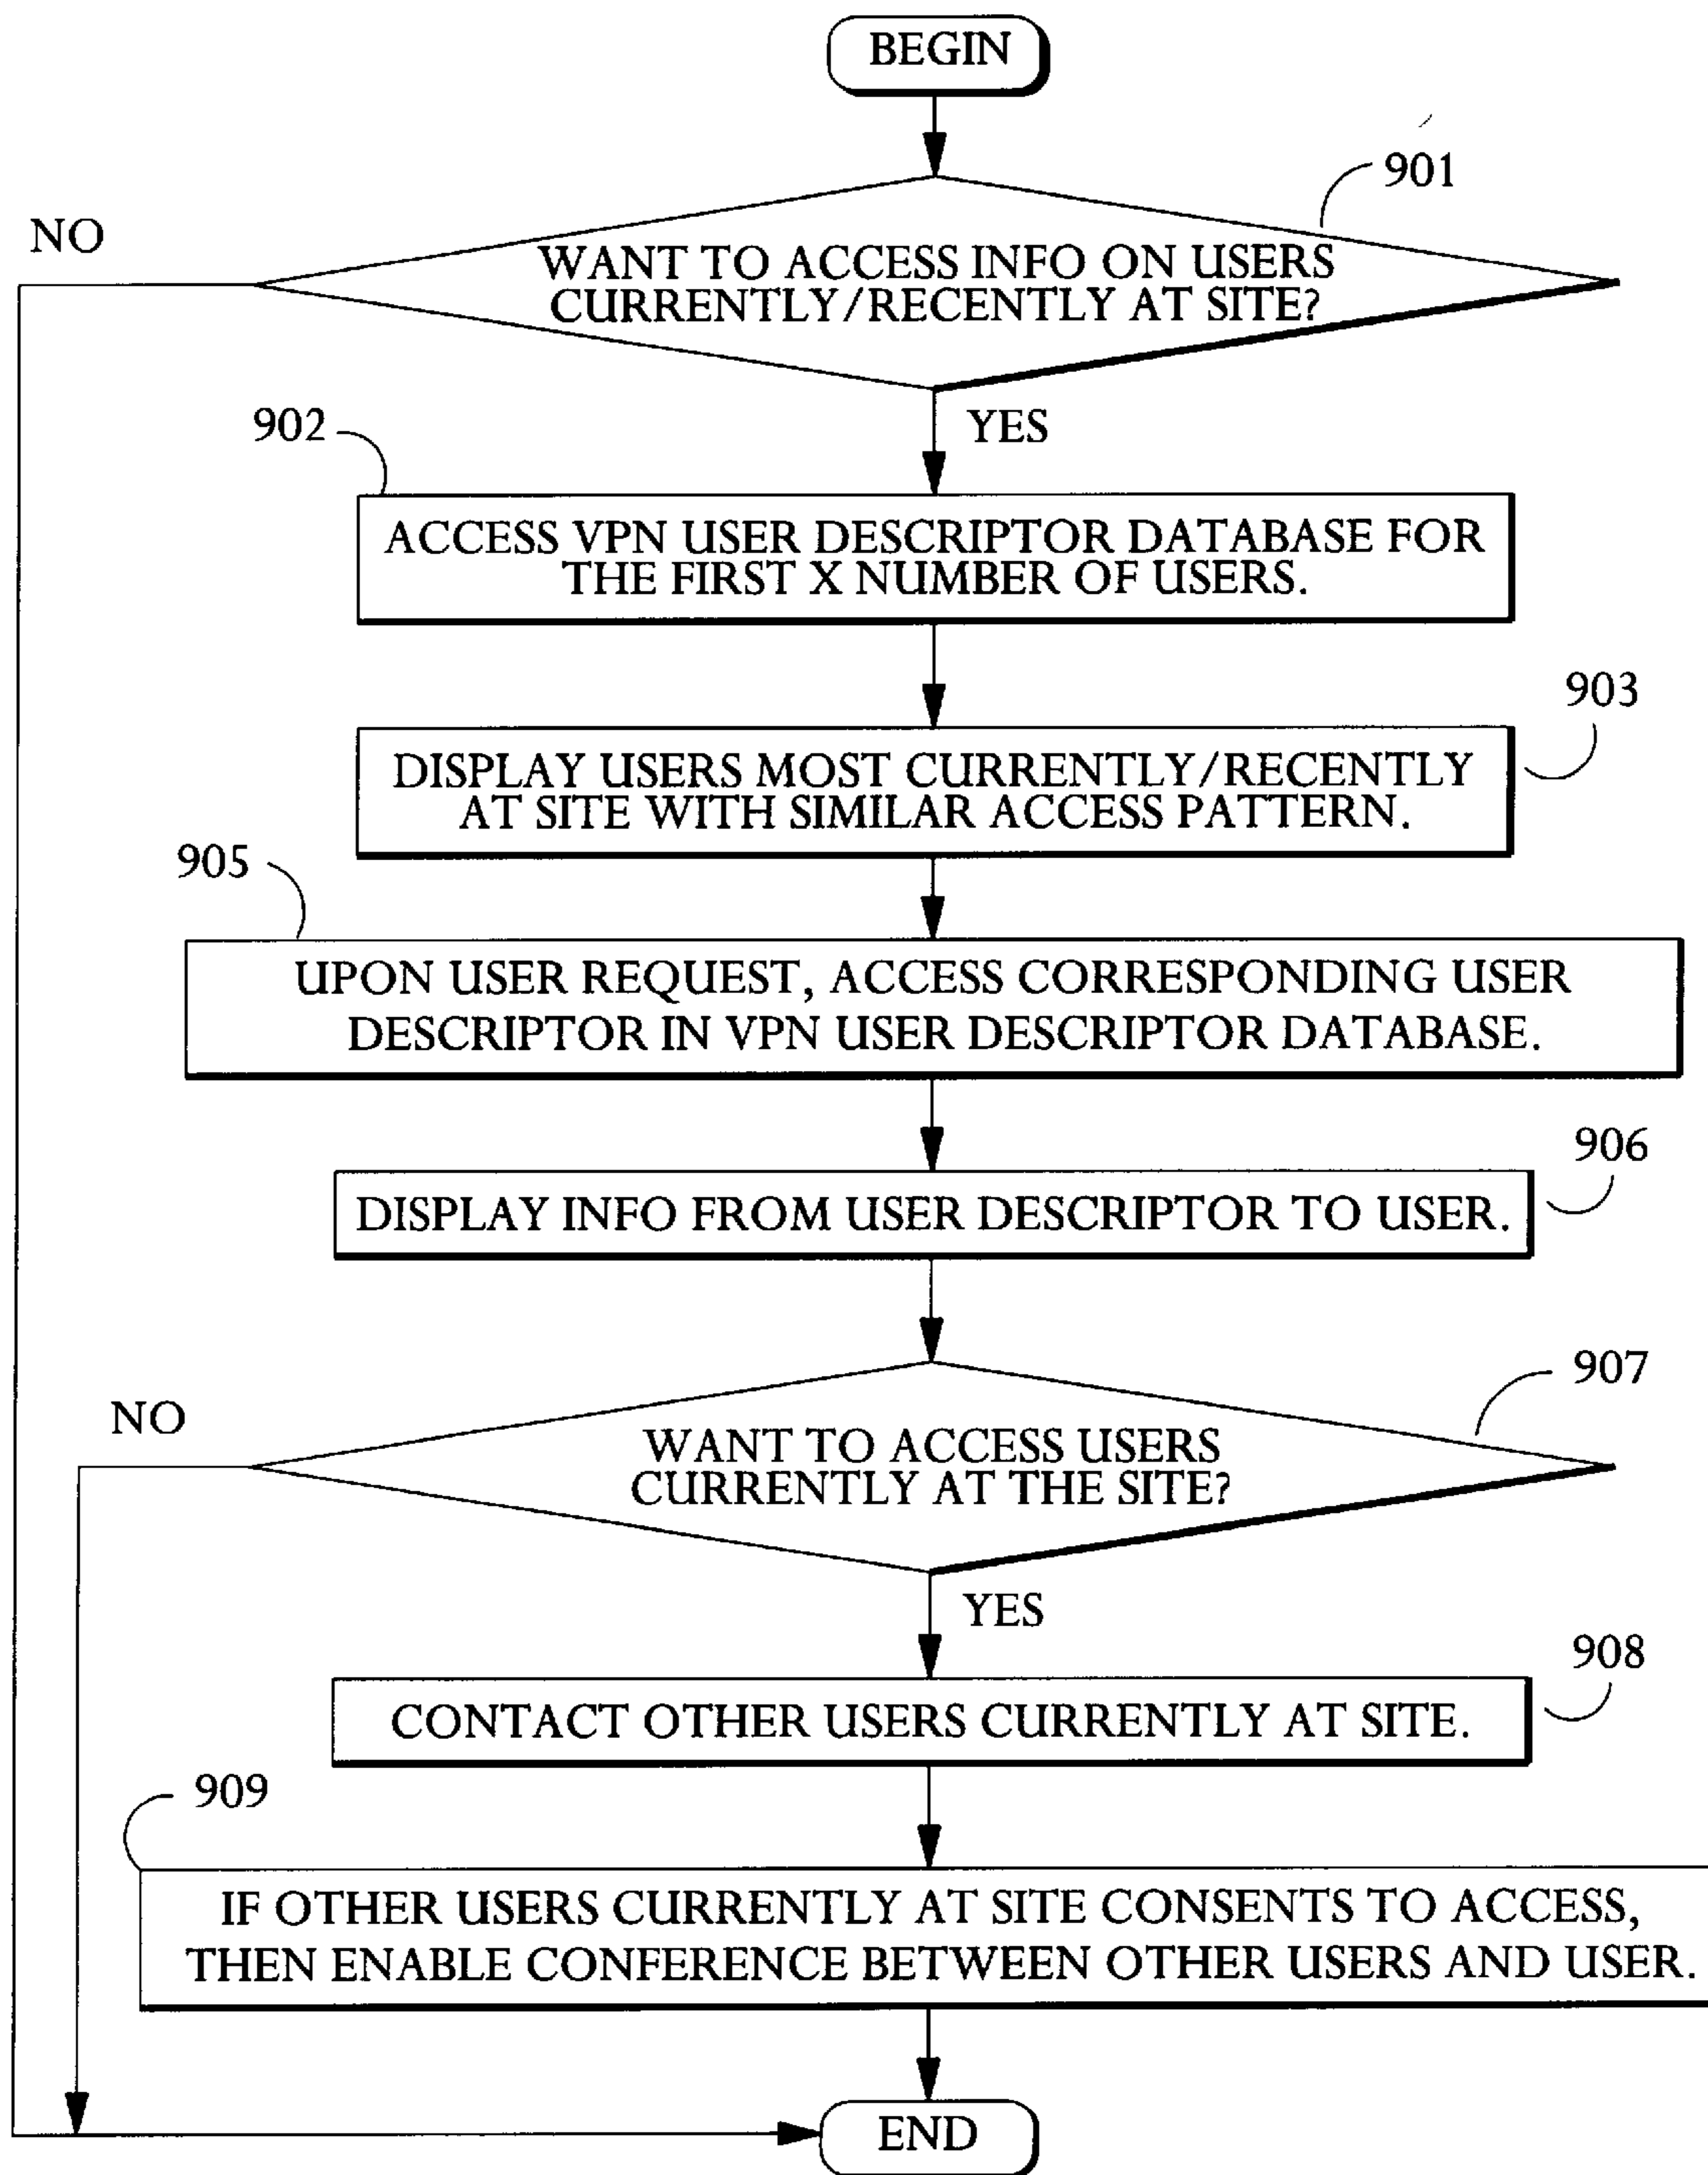 BEGIN
901
NO
WANT TO ACCESS INFO ON USERS
CURRENTLY/RECENTLY AT SITE?
YES
902
ACCESS VPN USER DESCRIPTOR DATABASE FOR
THE FIRST X NUMBER OF USERS.
903
DISPLAY USERS MOST CURRENTLY/RECENTLY
AT SITE WITH SIMILAR ACCESS PATTERN.
905
UPON USER REQUEST, ACCESS CORRESPONDING USER
DESCRIPTOR IN VPN USER DESCRIPTOR DATABASE.
906
DISPLAY INFO FROM USER DESCRIPTOR TO USER.
907
NO
WANT TO ACCESS USERS
CURRENTLY AT THE SITE?
YES
908
CONTACT OTHER USERS CURRENTLY AT SITE.
909
IF OTHER USERS CURRENTLY AT SITE CONSENTS TO ACCESS,
THEN ENABLE CONFERENCE BETWEEN OTHER USERS AND USER.
END